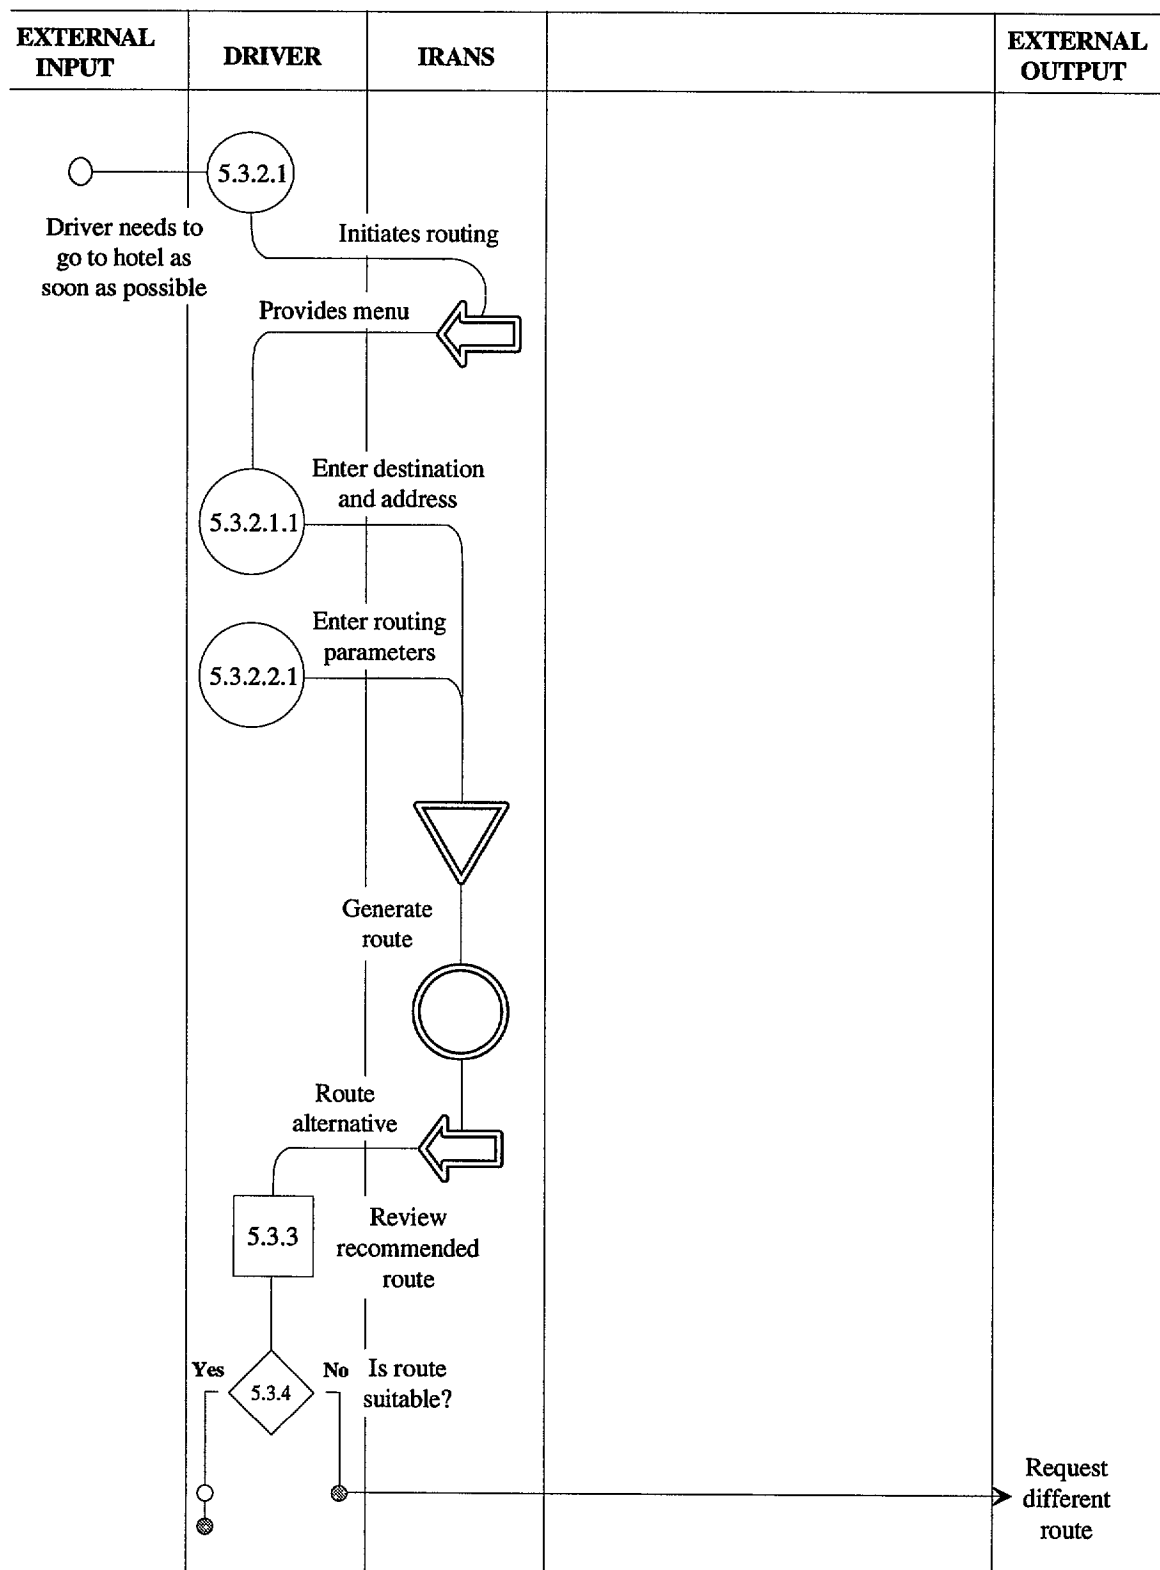 EXTERNAL
INPUT
DRIVER
IRANS
EXTERNAL
OUTPUT
5.3.2.1
Driver needs to
go to hotel as
soon as possible
Initiates routing
Provides menu
Enter destination
and address
5.3.2.1.1
Enter routing
parameters
5.3.2.2.1
Generate
route
Route
alternative
5.3.3
Review
recommended
route
Yes
5.3.4
No
Is route
suitable?
Request
different
route